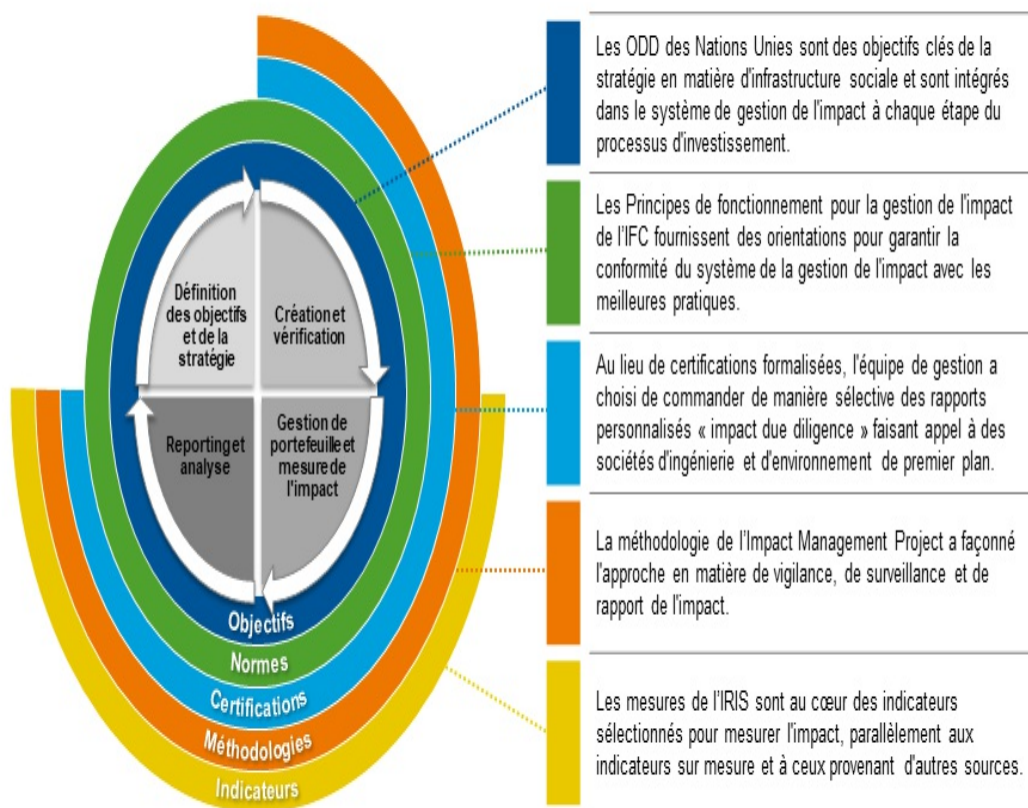 Définition
des objectifs
et de la
stratégie
Création et
vérification
Reporting et
analyse
Gestion de
portefeuille et
mesure de
l'impact
Objectifs
Normes
Certifications
Méthodologies
Indicateurs
Les ODD des Nations Unies sont des objectifs clés de la
stratégie en matière d'infrastructure sociale et sont intégrés
dans le système de gestion de l'impact à chaque étape du
processus d'investissement.
Les Principes de fonctionnement pour la gestion de l'impact
de l'IFC fournissent des orientations pour garantir la
conformité du système de la gestion de l'impact avec les
meilleures pratiques.
Au lieu de certifications formalisées, l'équipe de gestion a
choisi de commander de manière sélective des rapports
personnalisés « impact due diligence » faisant appel à des
sociétés d'ingénierie et d'environnement de premier plan.
La méthodologie de l'Impact Management Project a façonné
l'approche en matière de vigilance, de surveillance et de
rapport de l'impact.
Les mesures de l'IRIS sont au cœur des indicateurs
sélectionnés pour mesurer l'impact, parallèlement aux
indicateurs sur mesure et à ceux provenant d'autres sources.